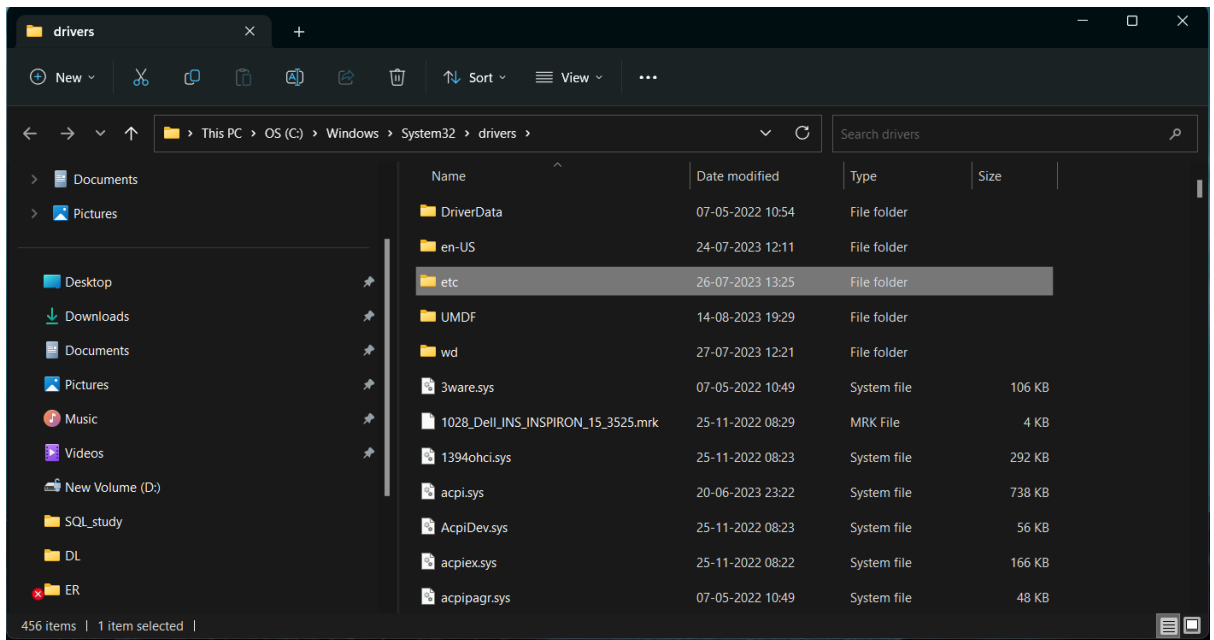 drivers
New Sort View
This PC > OS (C:) > Windows > System32 > drivers >
Search drivers
Documents
Pictures
Desktop
Downloads
Documents
Pictures
Music
Videos
New Volume (D:)
SQL_study
DL
ER
Name Date modified Type Size
DriverData 07-05-2022 10:54 File folder
en-US 24-07-2023 12:11 File folder
etc 26-07-2023 13:25 File folder
UMDF 14-08-2023 19:29 File folder
wd 27-07-2023 12:21 File folder
3ware.sys 07-05-2022 10:49 System file 106 KB
1028_Dell_INS_INSPIRON_15_3525.mrk 25-11-2022 08:29 MRK File 4 KB
1394ohci.sys 25-11-2022 08:23 System file 292 KB
acpi.sys 20-06-2023 23:22 System file 738 KB
AcpiDev.sys 25-11-2022 08:23 System file 56 KB
acpiex.sys 25-11-2022 08:22 System file 166 KB
acpipagr.sys 07-05-2022 10:49 System file 48 KB
456 items | 1 item selected |